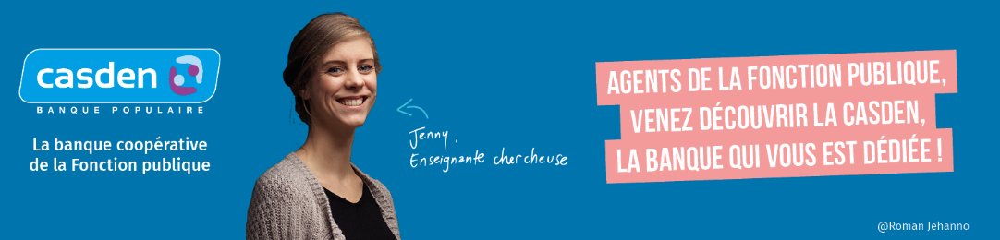 casden
BANQUE POPULAIRE
La banque coopérative
de la Fonction publique
Jenny,
Enseignante chercheuse
AGENTS DE LA FONCTION PUBLIQUE,
VENEZ DÉCOUVRIR LA CASDEN,
LA BANQUE QUI VOUS EST DÉDIÉE !
@Roman Jehanno